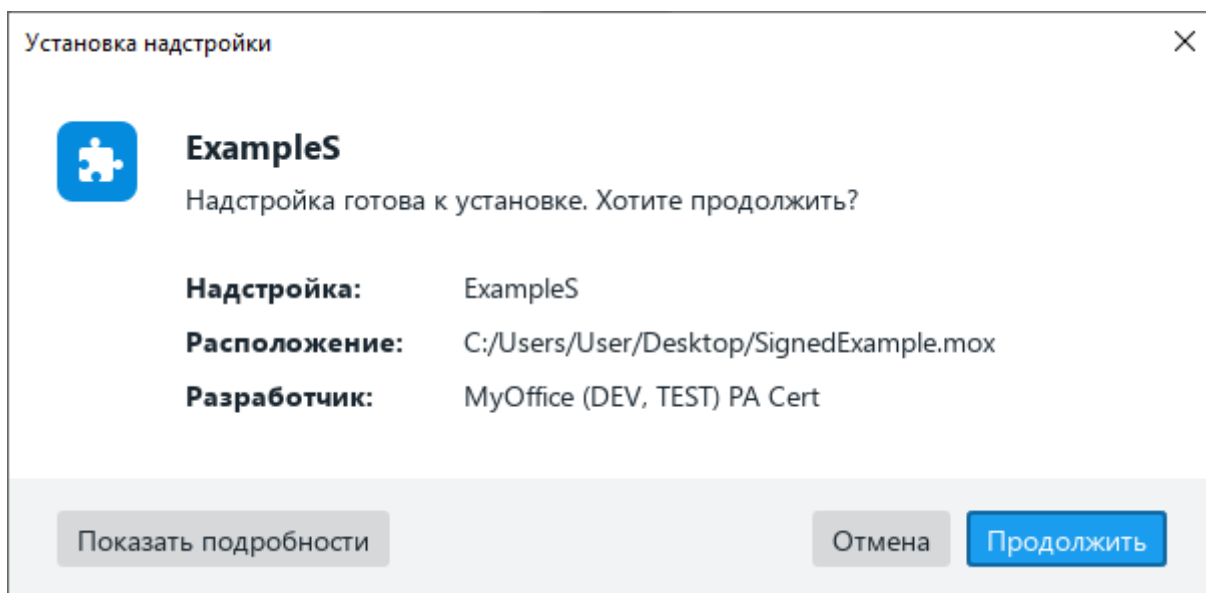 Установка надстройки
ExampleS
Надстройка готова к установке. Хотите продолжить?
Надстройка: ExampleS
Расположение: C:/Users/User/Desktop/SignedExample.mox
Разработчик: MyOffice (DEV, TEST) PA Cert
Показать подробности Отмена Продолжить